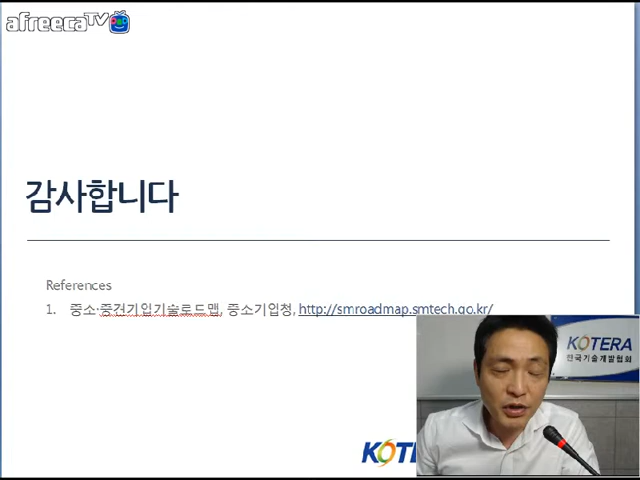 afreecaTV
감사합니다
References
1. 중소·중견기업기술로드맵, 중소기업청, http://smroadmap.smtech.go.kr/
KOTERA
한국기술개발협회